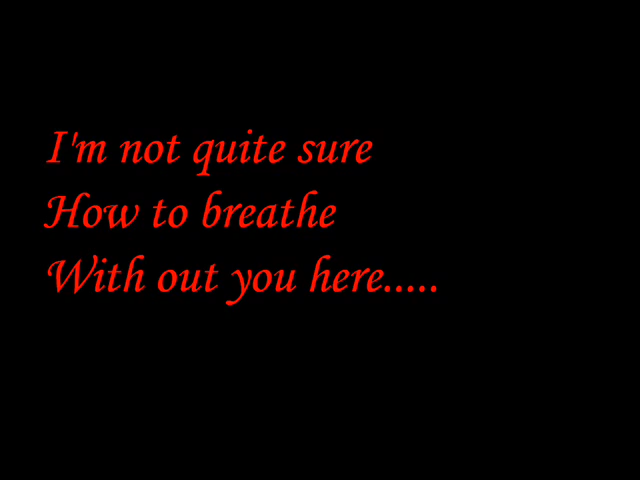 I'm not quite sure
How to breathe
With out you here.....